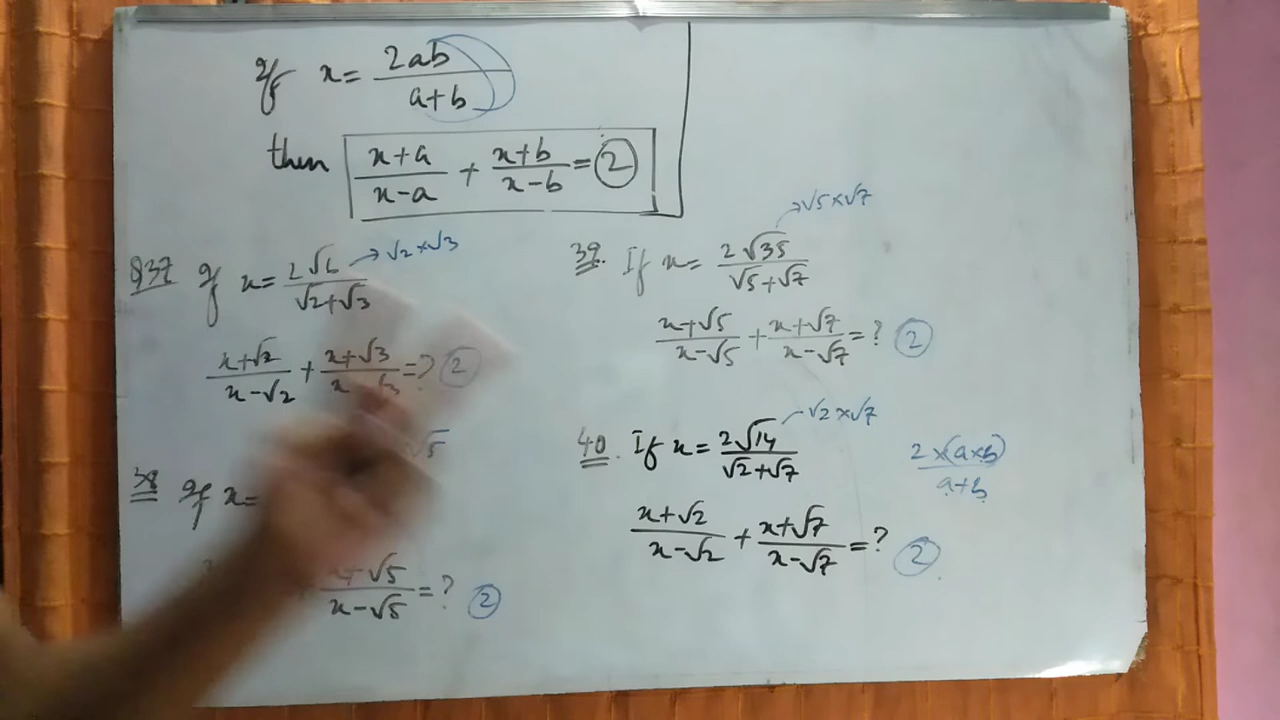 If x = 2ab / a+b
then x+a / x-a + x+b / x-b = 2
Q37 If x = 2√6 / √2+√3 → √2 × √3
x+√2 / x-√2 + x+√3 / x-√3 = ? 2
38 If x =
√5
+√5 / x-√5 = ? 2
39. If x = 2√35 / √5+√7 → √5 × √7
x+√5 / x-√5 + x+√7 / x-√7 = ? 2
40. If x = 2√14 / √2+√7 √2 × √7
2×(a×b) / a+b
x+√2 / x-√2 + x+√7 / x-√7 = ? 2